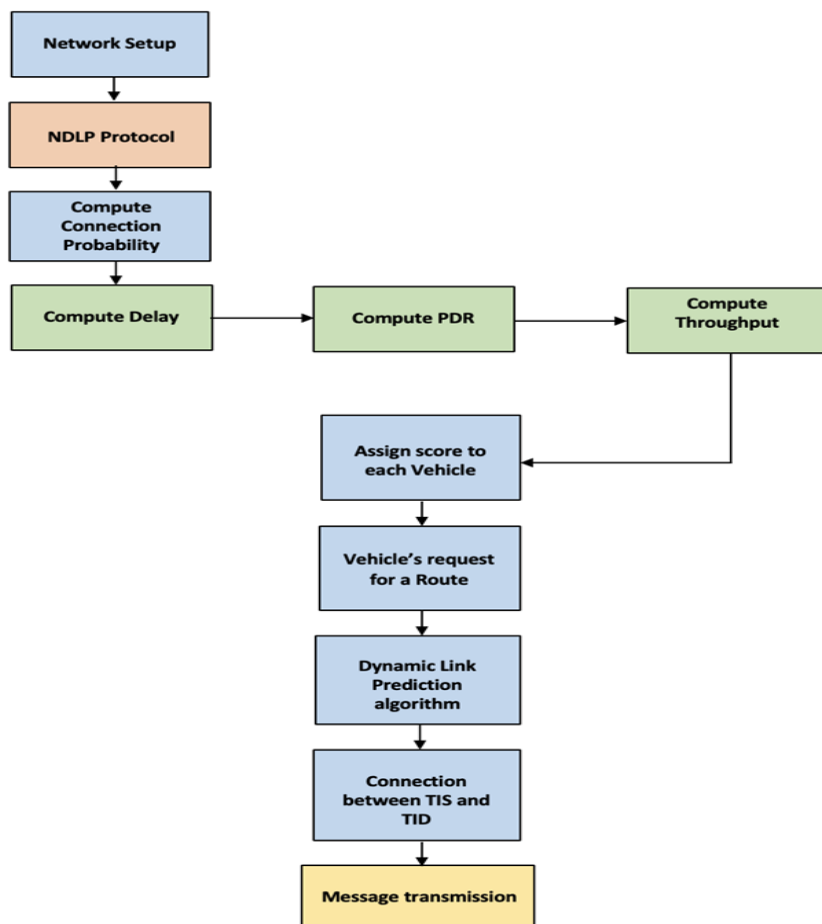 Network Setup
NDLP Protocol
Compute
Connection
Probability
Compute Delay
Compute PDR
Compute
Throughput
Assign score to
each Vehicle
Vehicle’s request
for a Route
Dynamic Link
Prediction
algorithm
Connection
between TIS and
TID
Message transmission